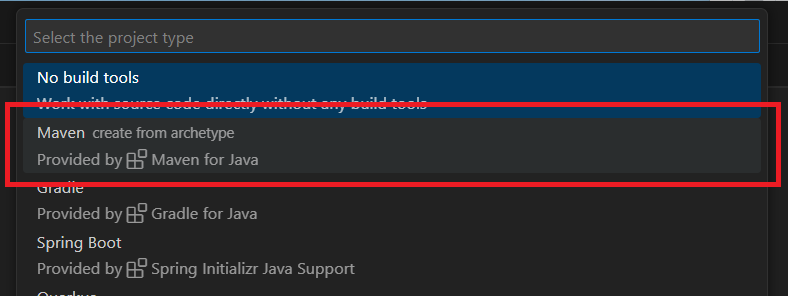 Select the project type
No build tools
Work with source code directly without any build tools
Maven create from archetype
Provided by Maven for Java
Gradle
Provided by Gradle for Java
Spring Boot
Provided by Spring Initializr Java Support